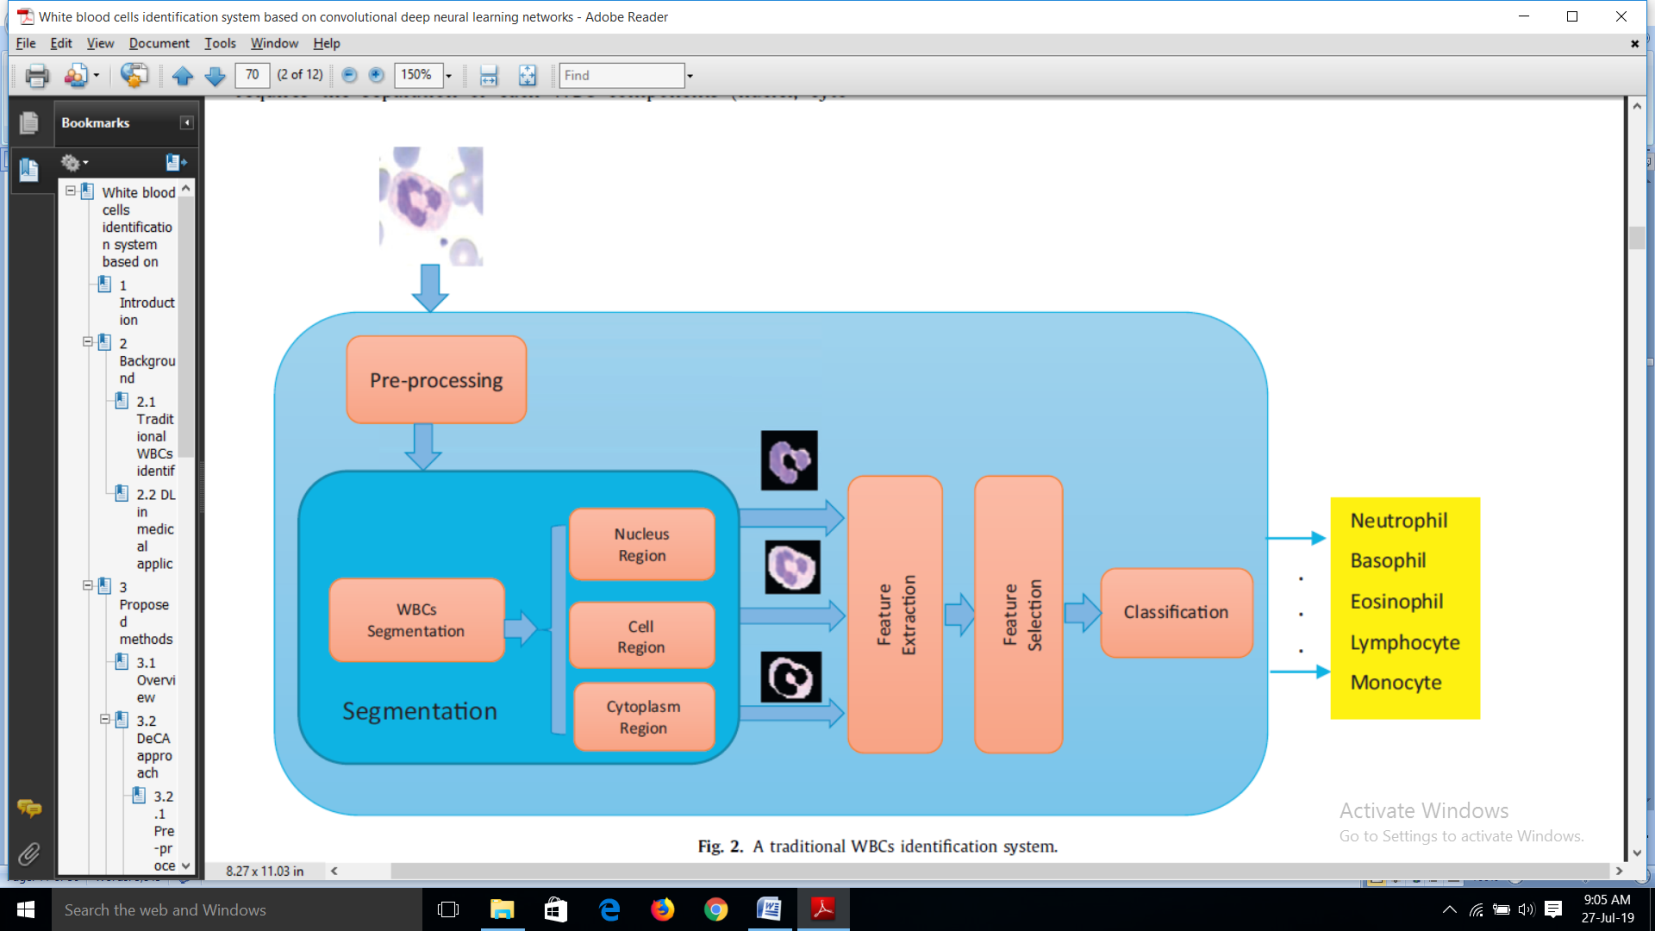 White blood cells identification system based on convolutional deep neural learning networks - Adobe Reader
File Edit View Document Tools Window Help
70 (2 of 12) 150% Find
Bookmarks
White blood
cells
identificatio
n system
based on
1
Introduct
ion
2
Backgrou
nd
2.1
Tradit
ional
WBCs
identif
2.2 DL
in
medic
al
applic
3
Propose
d
methods
3.1
Overvi
ew
3.2
DeCA
appro
ach
3.2
.1
Pre
-pr
oce
Pre-processing
WBCs
Segmentation
Segmentation
Nucleus
Region
Cell
Region
Cytoplasm
Region
Feature
Extraction
Feature
Selection
Classification
Neutrophil
Basophil
Eosinophil
Lymphocyte
Monocyte
Fig. 2. A traditional WBCs identification system.
Activate Windows
Go to Settings to activate Windows.
8.27 x 11.03 in
Search the web and Windows
9:05 AM
27-Jul-19